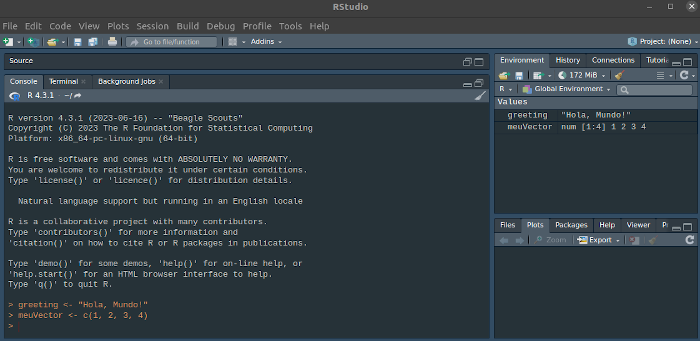 RStudio
File Edit Code View Plots Session Build Debug Profile Tools Help
Go to file/function Addins Project: (None)
Source
Console Terminal Background Jobs
R 4.3.1 · ~/
R version 4.3.1 (2023-06-16) -- "Beagle Scouts"
Copyright (C) 2023 The R Foundation for Statistical Computing
Platform: x86_64-pc-linux-gnu (64-bit)
R is free software and comes with ABSOLUTELY NO WARRANTY.
You are welcome to redistribute it under certain conditions.
Type 'license()' or 'licence()' for distribution details.
Natural language support but running in an English locale
R is a collaborative project with many contributors.
Type 'contributors()' for more information and
'citation()' on how to cite R or R packages in publications.
Type 'demo()' for some demos, 'help()' for on-line help, or
'help.start()' for an HTML browser interface to help.
Type 'q()' to quit R.
> greeting <- "Hola, Mundo!"
> meuVector <- c(1, 2, 3, 4)
>
Environment History Connections Tutori
172 MiB
R Global Environment
Values
greeting "Hola, Mundo!"
meuVector num [1:4] 1 2 3 4
Files Plots Packages Help Viewer
Zoom Export